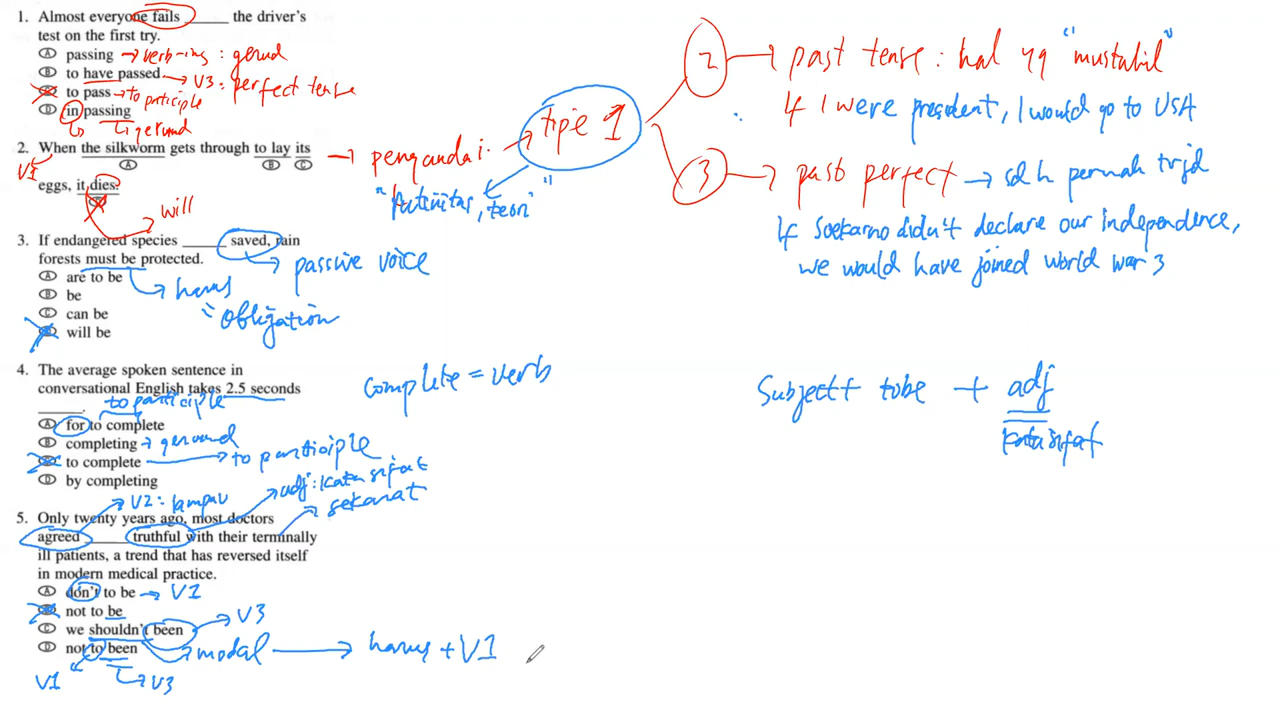 1. Almost everyone fails ______ the driver's
test on the first try.
A passing → verb-ing : gerund
B to have passed → V3 : perfect tense
C to pass → to participle
D in passing
↳ gerund
2. When the silkworm gets through to lay its
A B C
V1
eggs, it dies.
will
→ pengandai.
tipe 1
"Aktivitas, teori"
2 → past tense : hal yg "mustahil"
If I were president, I would go to USA
3 → past perfect → sdh pernah trjd
If Soekarno didn't declare our independence,
we would have joined world war 3
3. If endangered species ______ saved, rain
forests must be protected.
passive voice
A are to be
harus
B be
= obligation
C can be
D will be
4. The average spoken sentence in
conversational English takes 2.5 seconds
______.
to participle
A for to complete
B completing → geround
C to complete → to participle
D by completing
complete = verb
Subject + tobe + adj
kata sifat
V2 : lampau
adj : kata sifat
sekarat
5. Only twenty years ago, most doctors
agreed ______ truthful with their terminally
ill patients, a trend that has reversed itself
in modern medical practice.
A don't to be → V1
B not to be
C we shouldn't been → V3
D not to been
modal → harus + V1
V1
V3